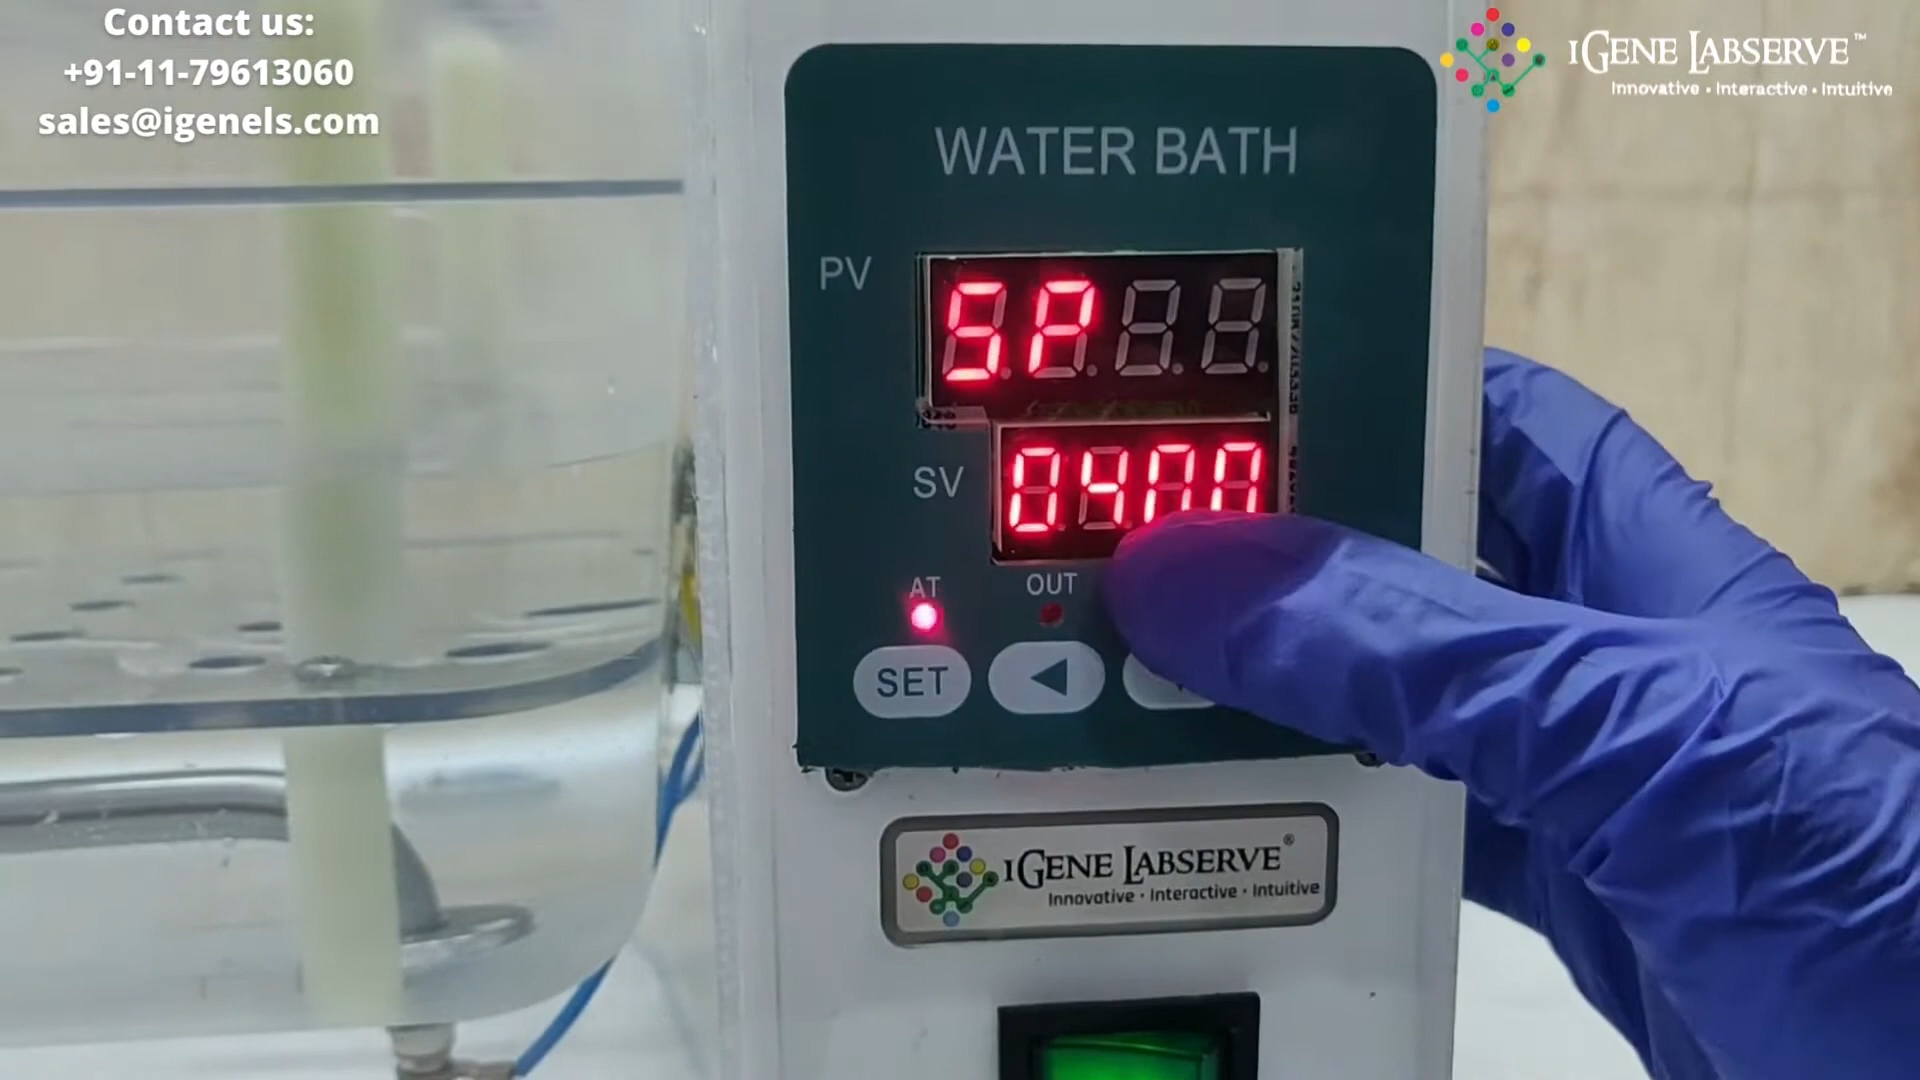 Contact us:
+91-11-79613060
sales@igenels.com
iGENE LABSERVE™
Innovative • Interactive • Intuitive
WATER BATH
PV
SP
SV
AT
OUT
SET
iGENE LABSERVE®
Innovative • Interactive • Intuitive